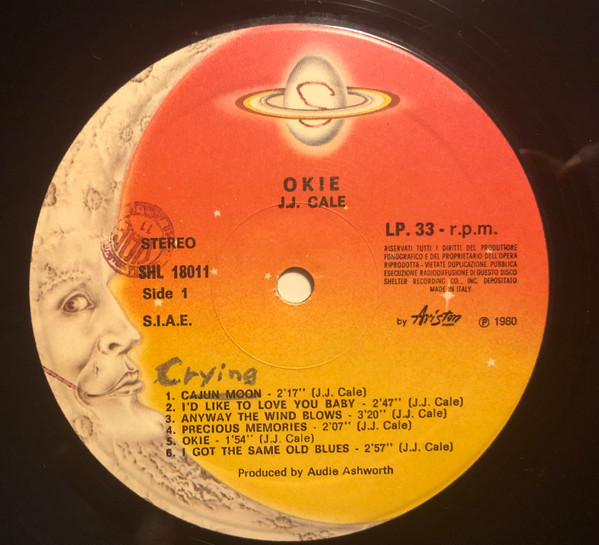 S
OKIE
J.J. CALE
STEREO
SHL 18011
Side 1
S.I.A.E.
LP. 33 - r.p.m.
RISERVATI TUTTI I DIRITTI DEL PRODUTTORE
FONOGRAFICO E DEL PROPRIETARIO DELL'OPERA
RIPRODOTTA - VIETATE DUPLICAZIONE, PUBBLICA
ESECUZIONE RADIODIFFUSIONE DI QUESTO DISCO
SHELTER RECORDING CO., INC. DEPOSITATO
MADE IN ITALY
by Ariston ℗ 1980
Crying
1. CAJUN MOON - 2'17'' (J.J. Cale)
2. I'D LIKE TO LOVE YOU BABY - 2'47'' (J.J. Cale)
3. ANYWAY THE WIND BLOWS - 3'20'' (J.J. Cale)
4. PRECIOUS MEMORIES - 2'07'' (J.J. Cale)
5. OKIE - 1'54'' (J.J. Cale)
6. I GOT THE SAME OLD BLUES - 2'57'' (J.J. Cale)
Produced by Audie Ashworth